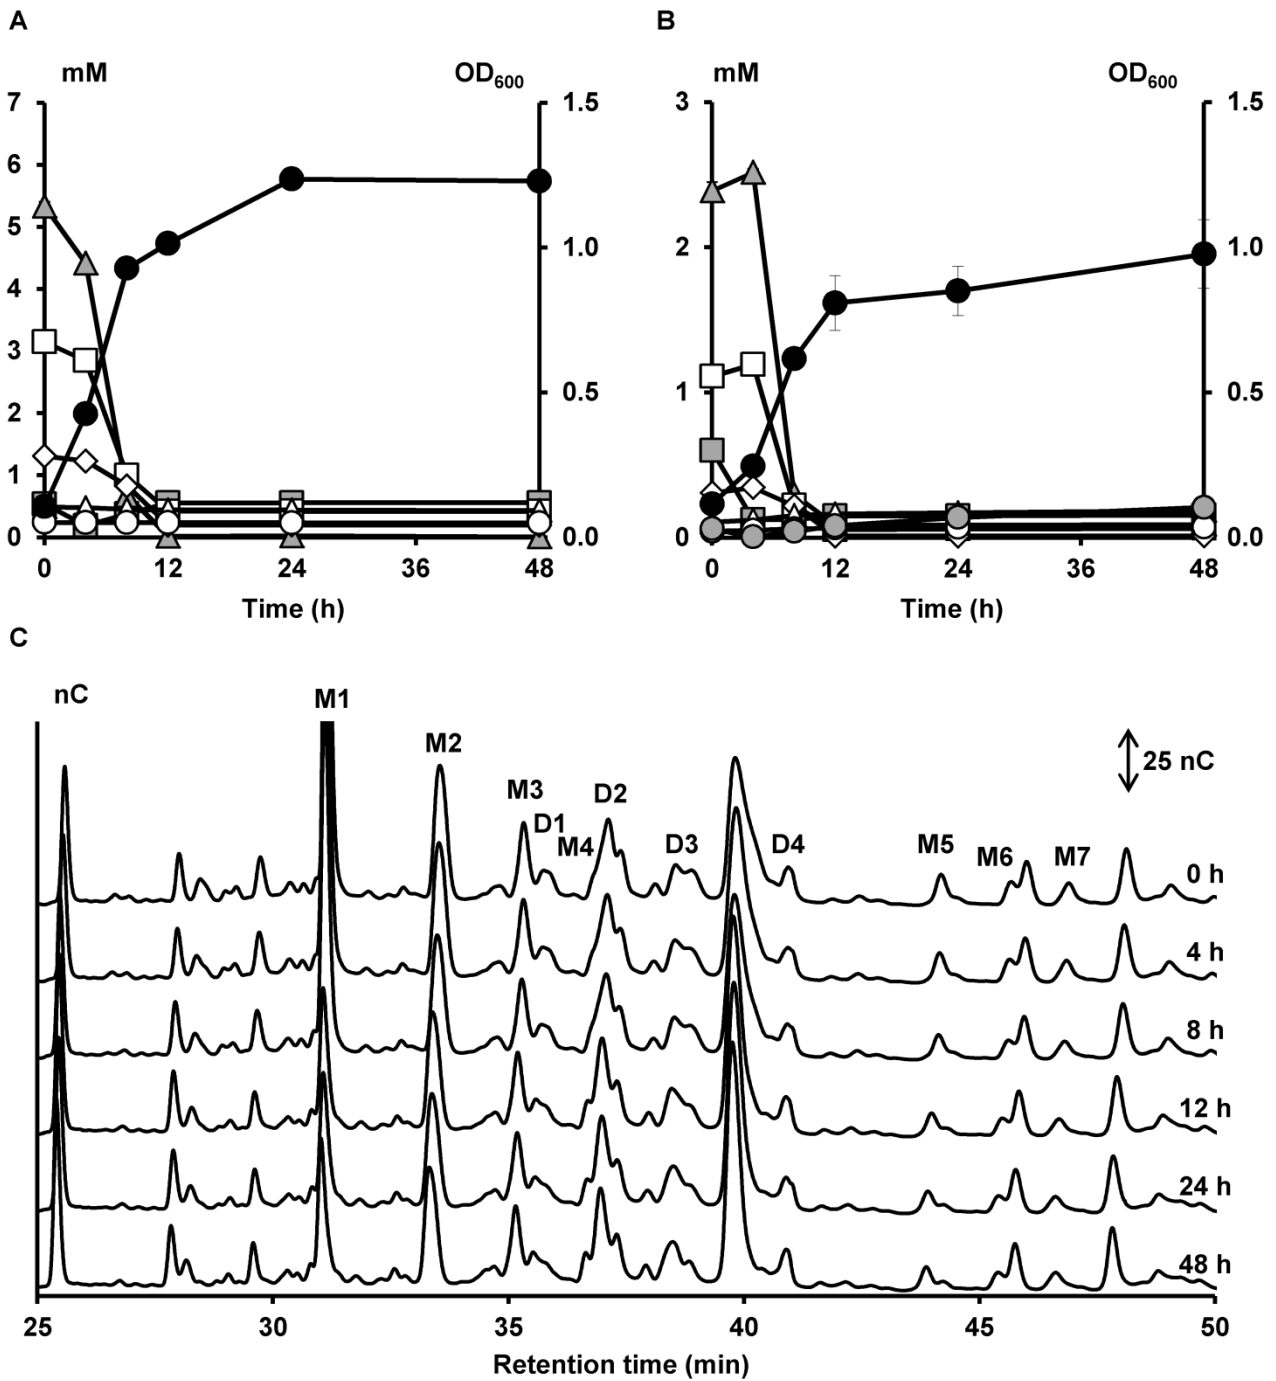 A
B
mM
OD600
mM
OD600
7
6
5
4
3
2
1
0
1.5
1.0
0.5
0.0
3
2
1
0
1.5
1.0
0.5
0.0
0 12 24 36 48
0 12 24 36 48
Time (h)
Time (h)
C
nC
M1
M2
M3
D1
M4
D2
D3
D4
M5
M6
M7
25 nC
0 h
4 h
8 h
12 h
24 h
48 h
25 30 35 40 45 50
Retention time (min)